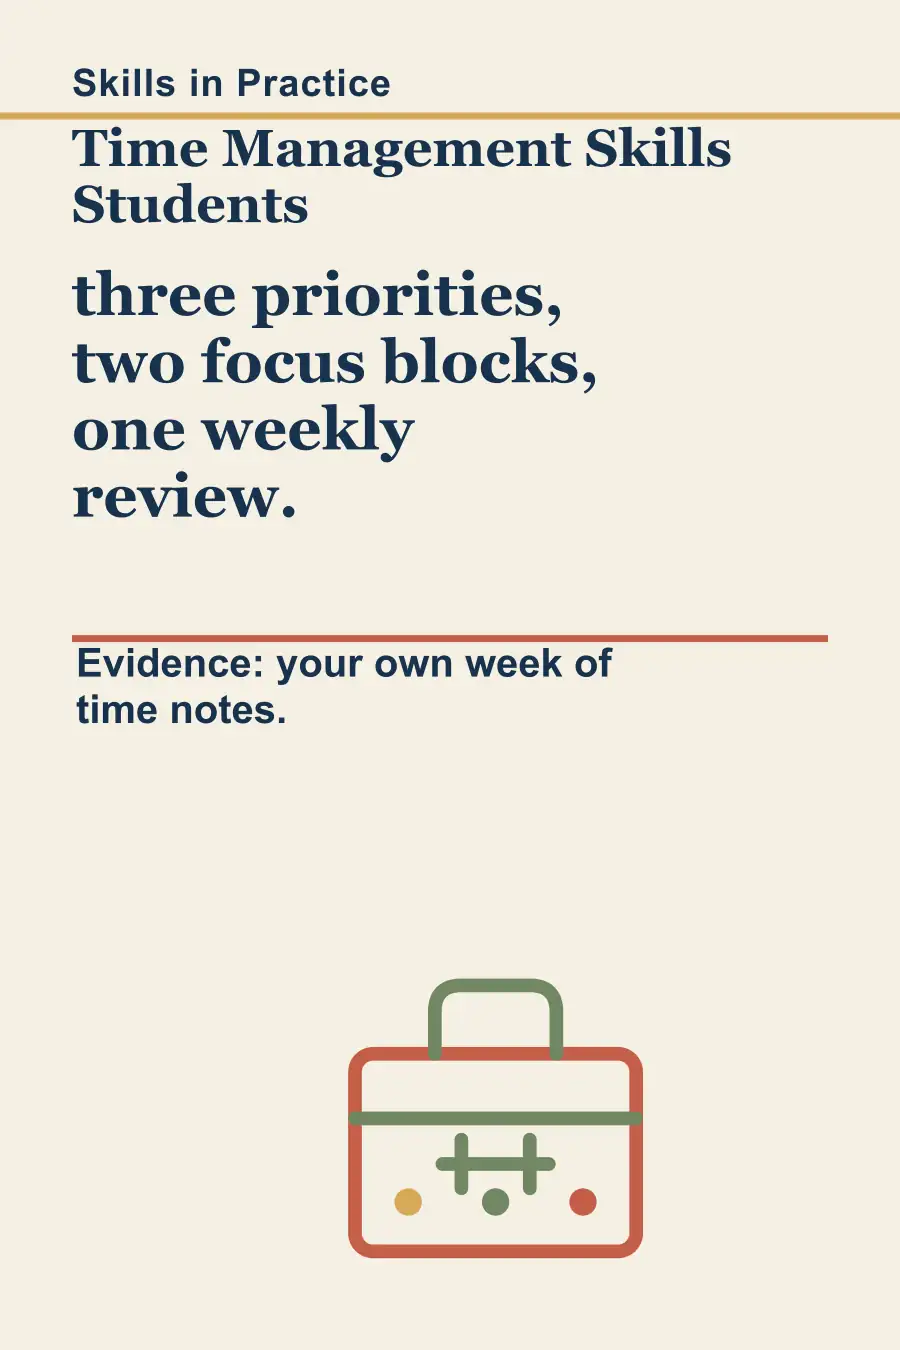 Skills in Practice
Time Management Skills
Students
three priorities,
two focus blocks,
one weekly
review.
Evidence: your own week of
time notes.